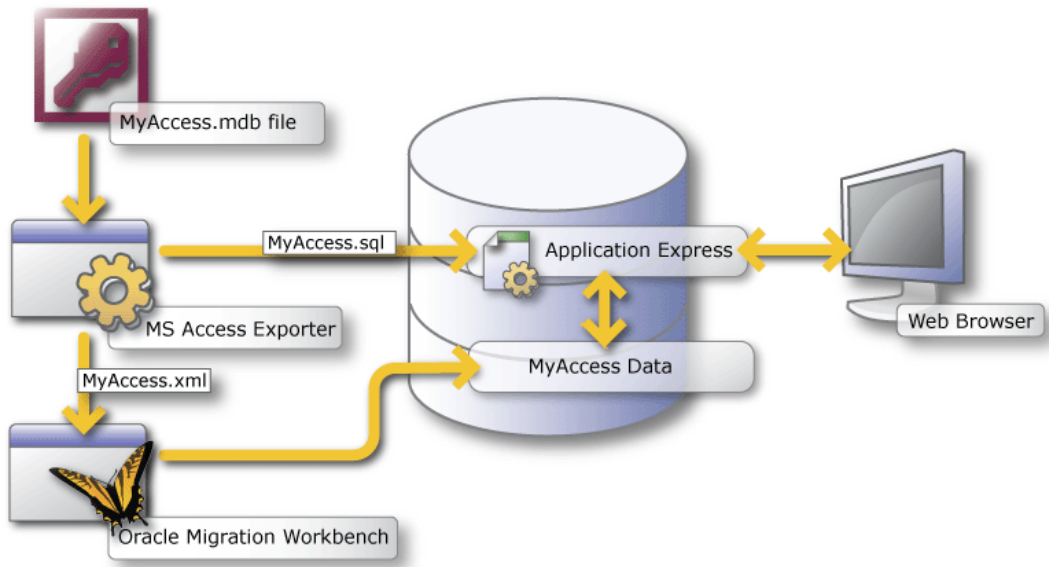 MyAccess.mdb file
MyAccess.sql
Application Express
MS Access Exporter
Web Browser
MyAccess Data
MyAccess.xml
Oracle Migration Workbench